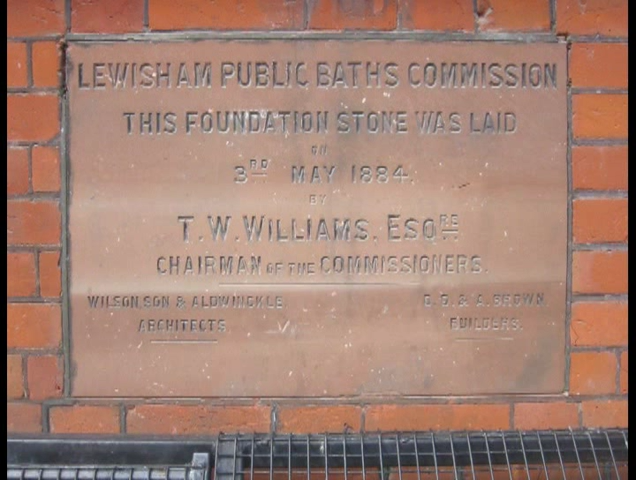 LEWISHAM PUBLIC BATHS COMMISSION
THIS FOUNDATION STONE WAS LAID
ON
3RD MAY 1884.
BY
T. W. WILLIAMS. ESQRE
CHAIRMAN OF THE COMMISSIONERS.
WILSON SON & ALDWINCKLE D. D. & A. BROWN
ARCHITECTS BUILDERS.